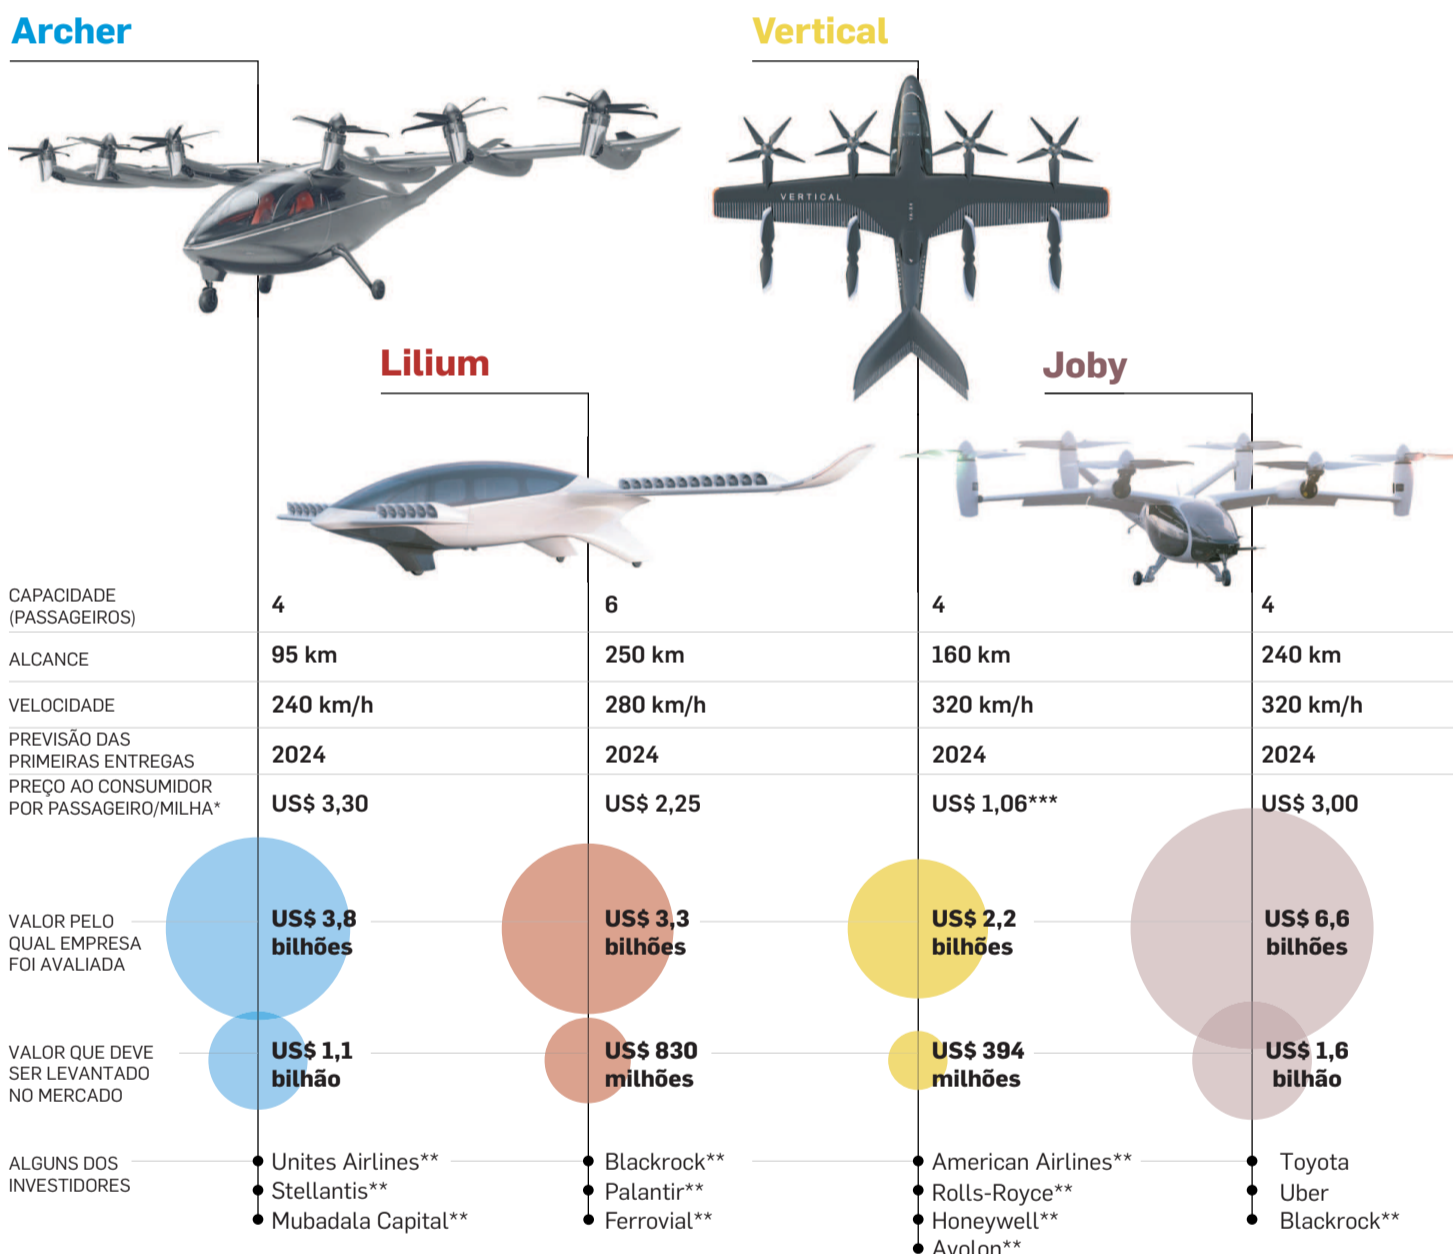 Archer
Vertical
VERTICAL
Lilium
Joby
CAPACIDADE
(PASSAGEIROS)
4
6
4
4
ALCANCE
95 km
250 km
160 km
240 km
VELOCIDADE
240 km/h
280 km/h
320 km/h
320 km/h
PREVISÃO DAS
PRIMEIRAS ENTREGAS
2024
2024
2024
2024
PREÇO AO CONSUMIDOR
POR PASSAGEIRO/MILHA*
US$ 3,30
US$ 2,25
US$ 1,06***
US$ 3,00
VALOR PELO
QUAL EMPRESA
FOI AVALIADA
US$ 3,8
bilhões
US$ 3,3
bilhões
US$ 2,2
bilhões
US$ 6,6
bilhões
VALOR QUE DEVE
SER LEVANTADO
NO MERCADO
US$ 1,1
bilhão
US$ 830
milhões
US$ 394
milhões
US$ 1,6
bilhão
ALGUNS DOS
INVESTIDORES
Unites Airlines**
Stellantis**
Mubadala Capital**
Blackrock**
Palantir**
Ferrovial**
American Airlines**
Rolls-Royce**
Honeywell**
Avolon**
Toyota
Uber
Blackrock**